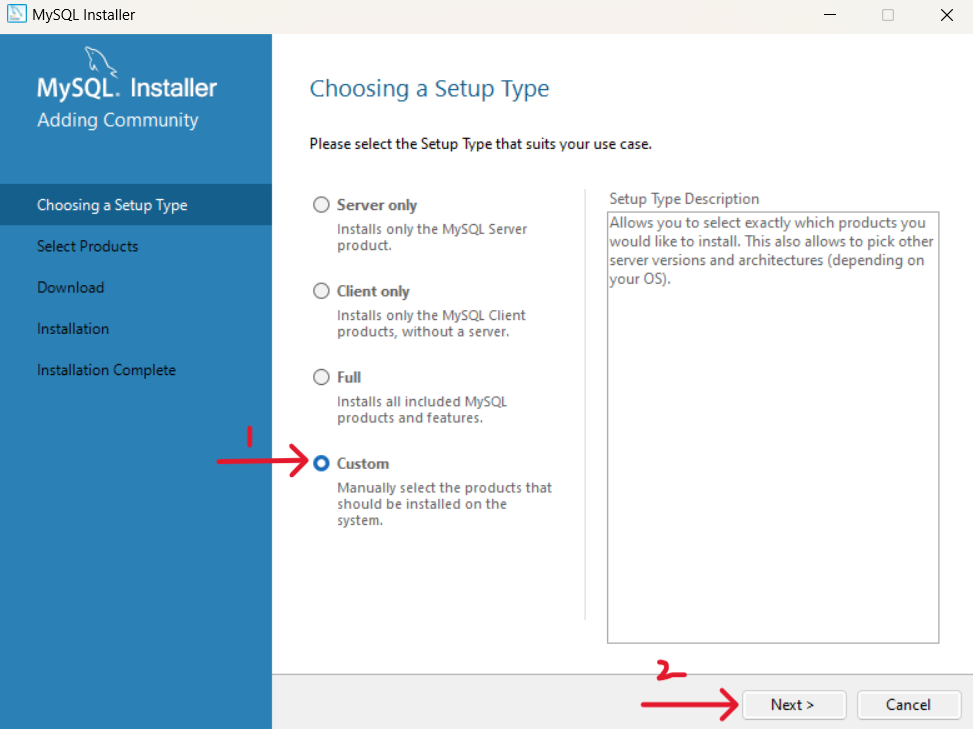 MySQL Installer
MySQL. Installer
Adding Community
Choosing a Setup Type
Select Products
Download
Installation
Installation Complete
Choosing a Setup Type
Please select the Setup Type that suits your use case.
Server only
Installs only the MySQL Server
product.
Client only
Installs only the MySQL Client
products, without a server.
Full
Installs all included MySQL
products and features.
1
Custom
Manually select the products that
should be installed on the
system.
Setup Type Description
Allows you to select exactly which products you
would like to install. This also allows to pick other
server versions and architectures (depending on
your OS).
2
Next >
Cancel